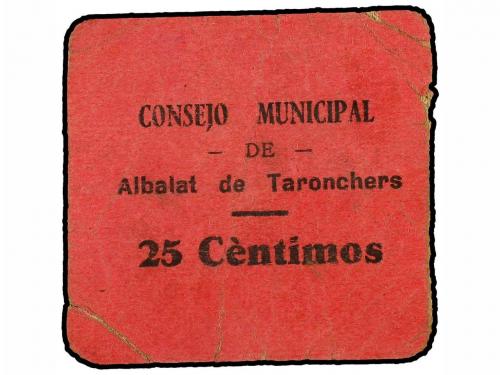 CONSEJO MUNICIPAL
– DE –
Albalat de Taronchers
25 Cèntimos